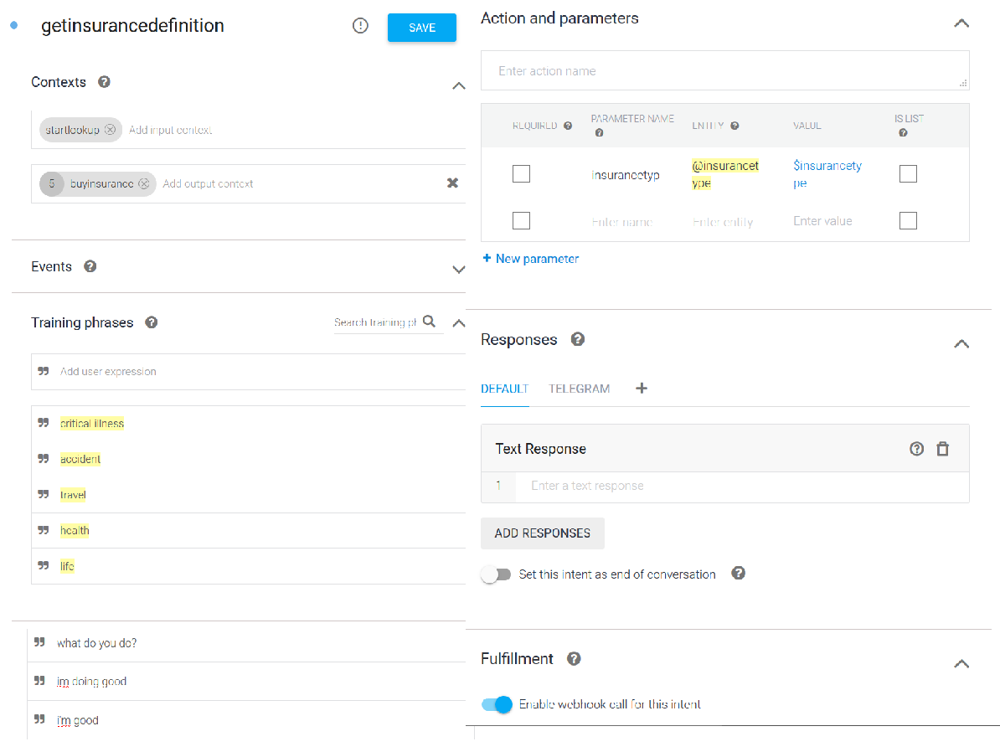 getinsurancedefinition
SAVE
Contexts
startlookup
Add input context
5 buyinsurance
Add output context
Events
Training phrases
Search training ph
Add user expression
critical illness
accident
travel
health
life
what do you do?
im doing good
i'm good
Action and parameters
Enter action name
REQUIRED
PARAMETER NAME
ENTITY
VALUE
IS LIST
insurancetyp
@insurancet
ype
$insurancety
pe
Enter name
Enter entity
Enter value
+ New parameter
Responses
DEFAULT
TELEGRAM
Text Response
1 Enter a text response
ADD RESPONSES
Set this intent as end of conversation
Fulfillment
Enable webhook call for this intent